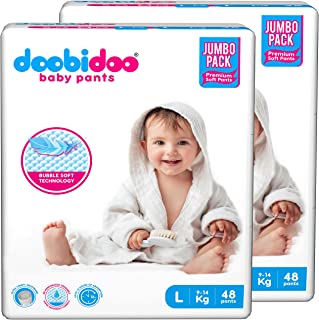 doobidoo
baby pants
JUMBO
PACK
Premium
Soft Pants
BUBBLE SOFT
TECHNOLOGY
L
9-14
Kg
48
pants
JUMBO
PACK
Premium
Soft Pants
9-14
Kg
48
pants